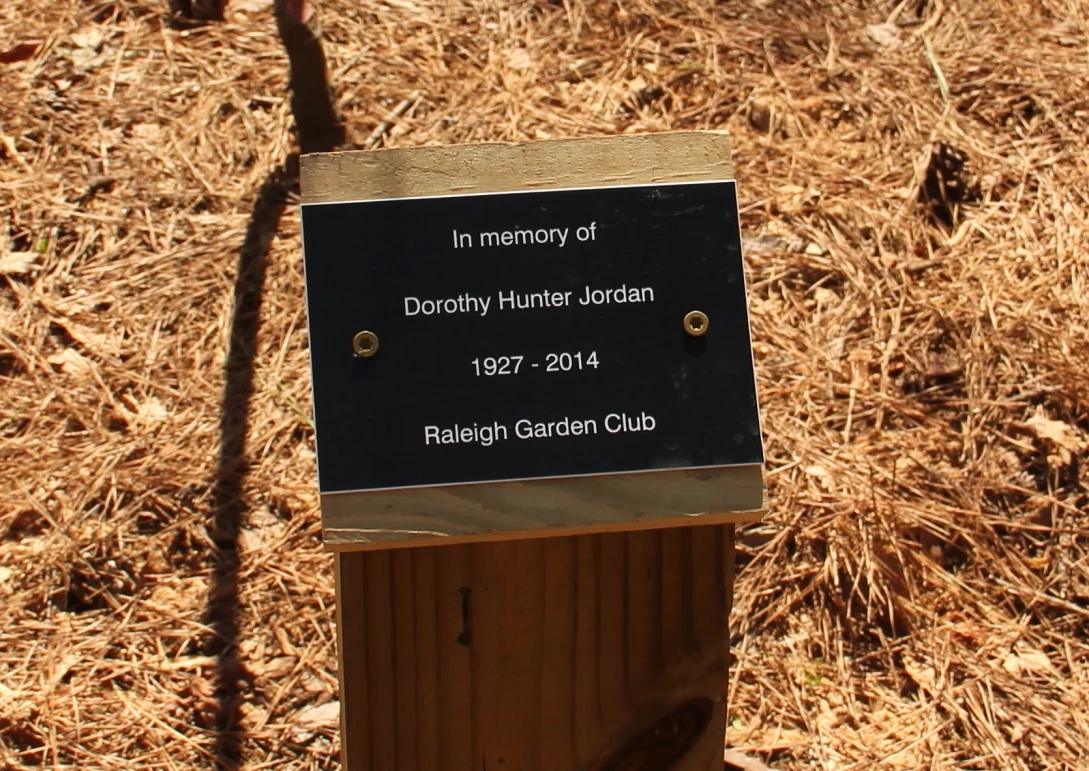 In memory of
Dorothy Hunter Jordan
1927 - 2014
Raleigh Garden Club